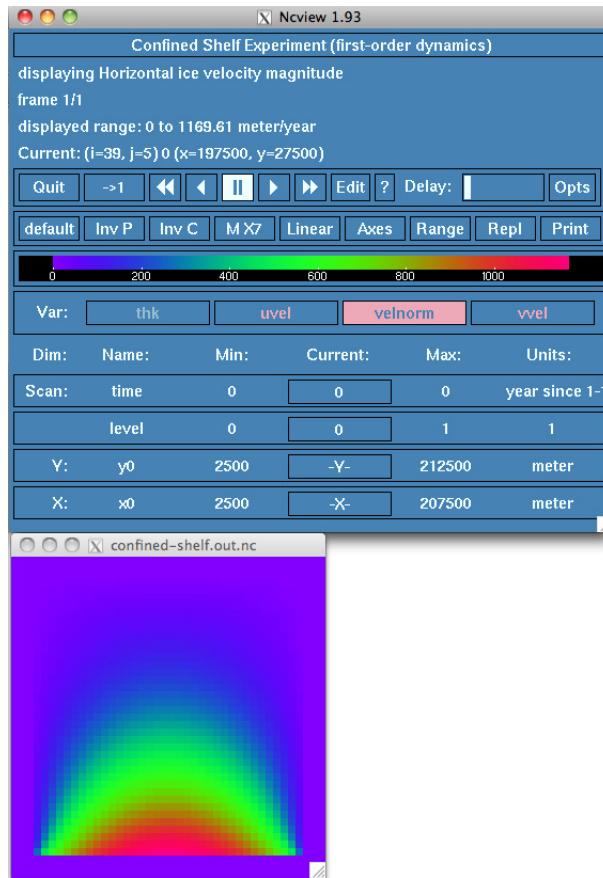 Ncview 1.93
Confined Shelf Experiment (first-order dynamics)
displaying Horizontal ice velocity magnitude
frame 1/1
displayed range: 0 to 1169.61 meter/year
Current: (i=39, j=5) 0 (x=197500, y=27500)
Quit ->1 Edit ? Delay: Opts
default Inv P Inv C M X7 Linear Axes Range Repl Print
0 200 400 600 800 1000
Var: thk uvel velnorm vvel
Dim: Name: Min: Current: Max: Units:
Scan: time 0 0 0 year since 1-1
level 0 0 1 1
Y: y0 2500 -Y- 212500 meter
X: x0 2500 -X- 207500 meter
confined-shelf.out.nc